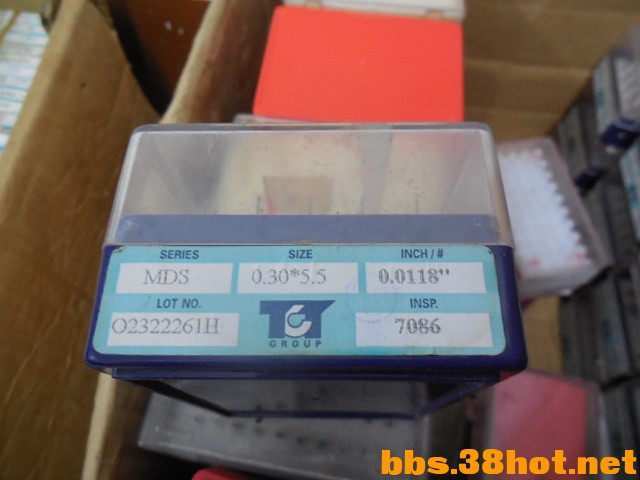 SERIES SIZE INCH / #
MDS 0.30*5.5 0.0118"
LOT NO. INSP.
O2322261H 7086
TCT
GROUP
bbs.38hot.net